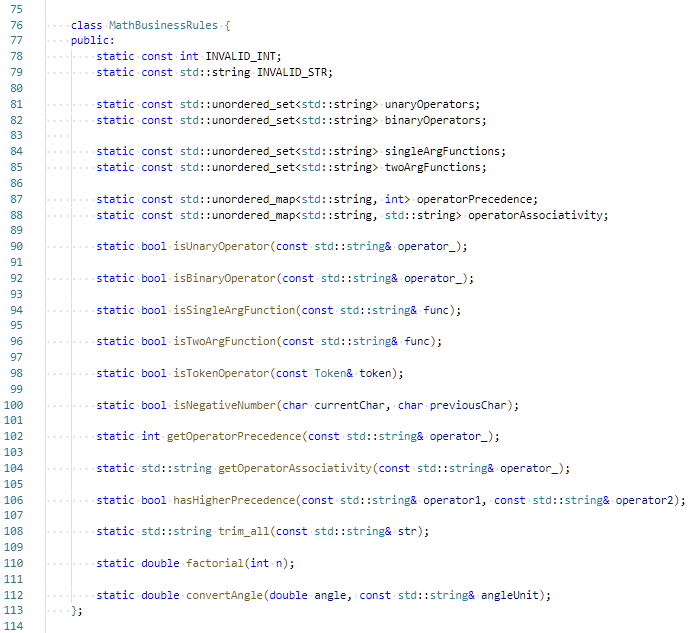 75
76 class MathBusinessRules {
77 public:
78 static const int INVALID_INT;
79 static const std::string INVALID_STR;
80
81 static const std::unordered_set<std::string> unaryOperators;
82 static const std::unordered_set<std::string> binaryOperators;
83
84 static const std::unordered_set<std::string> singleArgFunctions;
85 static const std::unordered_set<std::string> twoArgFunctions;
86
87 static const std::unordered_map<std::string, int> operatorPrecedence;
88 static const std::unordered_map<std::string, std::string> operatorAssociativity;
89
90 static bool isUnaryOperator(const std::string& operator_);
91
92 static bool isBinaryOperator(const std::string& operator_);
93
94 static bool isSingleArgFunction(const std::string& func);
95
96 static bool isTwoArgFunction(const std::string& func);
97
98 static bool isTokenOperator(const Token& token);
99
100 static bool isNegativeNumber(char currentChar, char previousChar);
101
102 static int getOperatorPrecedence(const std::string& operator_);
103
104 static std::string getOperatorAssociativity(const std::string& operator_);
105
106 static bool hasHigherPrecedence(const std::string& operator1, const std::string& operator2);
107
108 static std::string trim_all(const std::string& str);
109
110 static double factorial(int n);
111
112 static double convertAngle(double angle, const std::string& angleUnit);
113 };
114